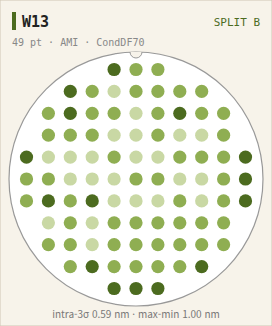 W13
SPLIT B
49 pt · AMI · CondDF70
intra-3σ 0.59 nm · max-min 1.00 nm